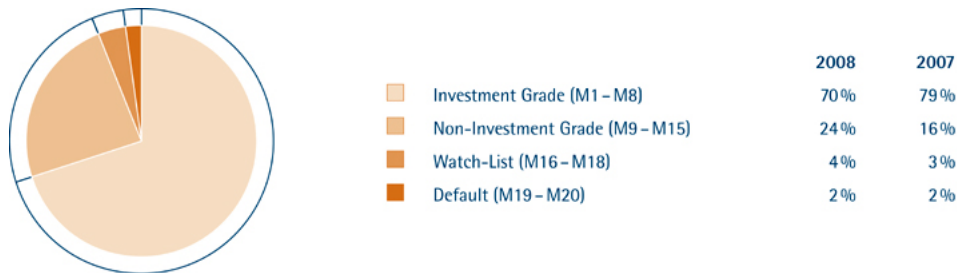 2008 2007
Investment Grade (M1 – M8) 70 % 79 %
Non-Investment Grade (M9 – M15) 24 % 16 %
Watch-List (M16 – M18) 4 % 3 %
Default (M19 – M20) 2 % 2 %